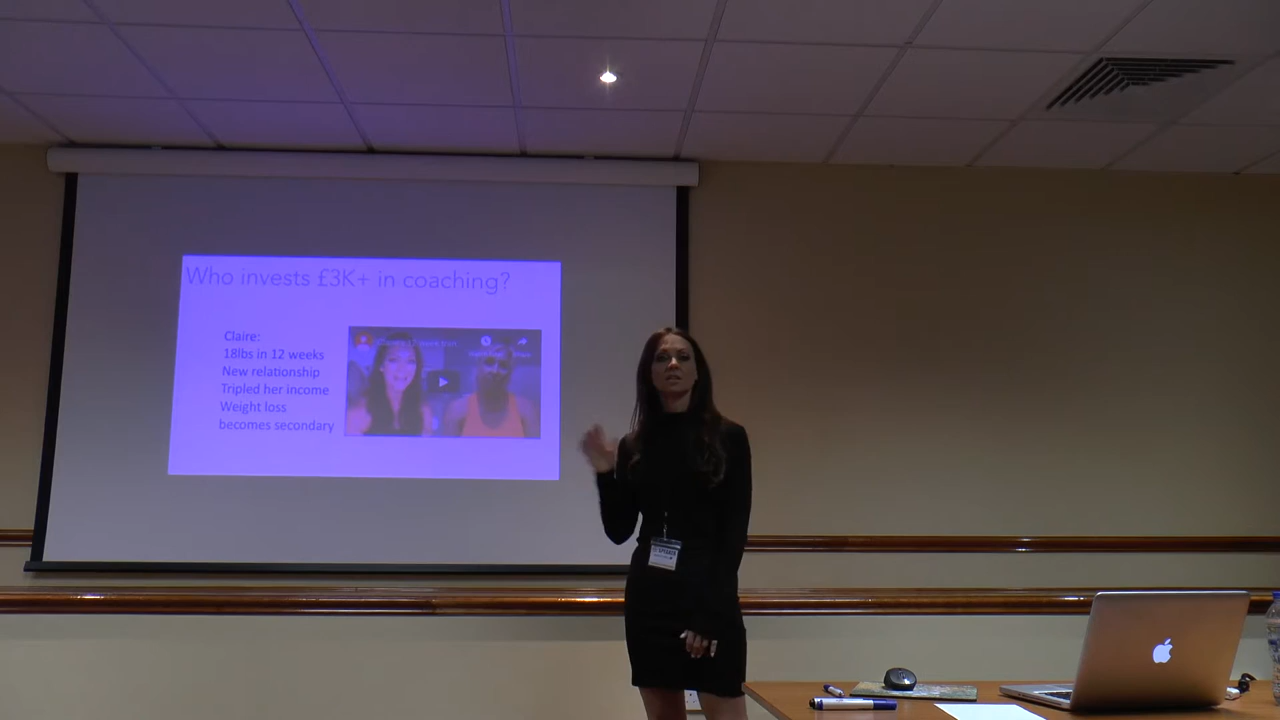 Who invests £3K+ in coaching?
Claire:
18lbs in 12 weeks
New relationship
Tripled her income
Weight loss
becomes secondary
SPEAKER